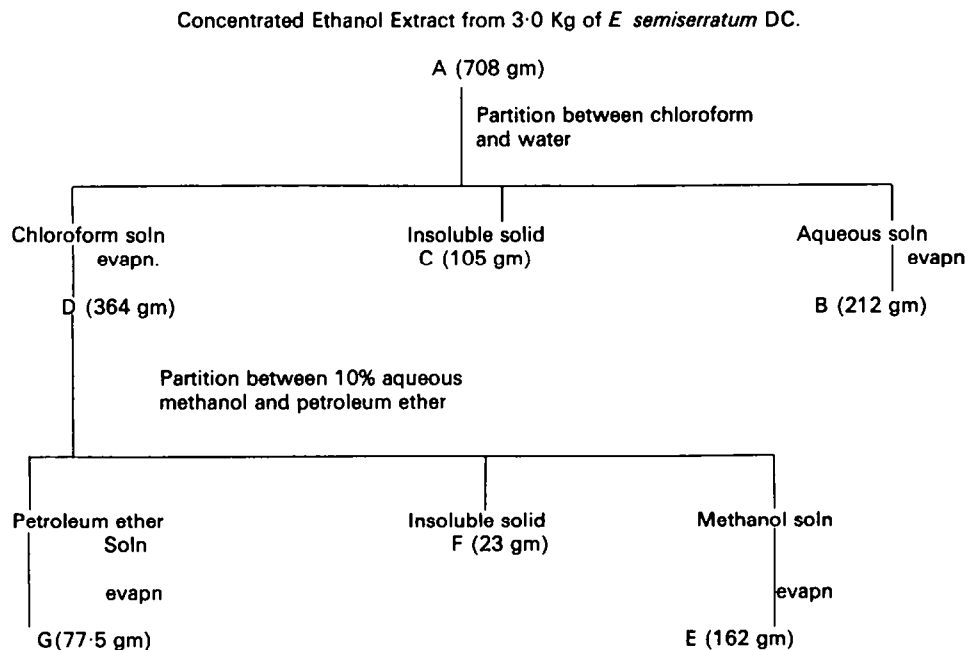 Concentrated Ethanol Extract from 3·0 Kg of E semiserratum DC.
A (708 gm)
Partition between chloroform
and water
Chloroform soln
evapn.
D (364 gm)
Insoluble solid
C (105 gm)
Aqueous soln
evapn
B (212 gm)
Partition between 10% aqueous
methanol and petroleum ether
Petroleum ether
Soln
evapn
G(77·5 gm)
Insoluble solid
F (23 gm)
Methanol soln
evapn
E (162 gm)